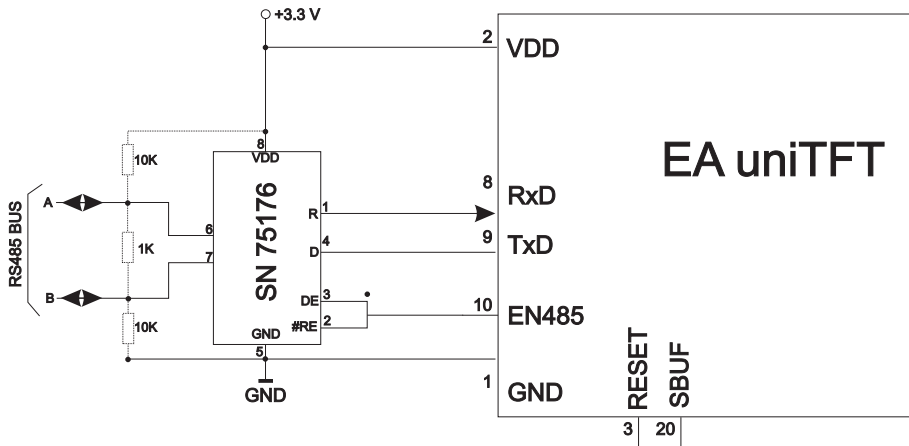 +3.3 V
2
VDD
8
VDD
10K
EA uniTFT
RS485 BUS
A
SN 75176
R
1
8
RxD
6
1K
7
D
4
9
TxD
B
DE
3
10
EN485
#RE
2
10K
GND
5
GND
1
GND
RESET
SBUF
3
20